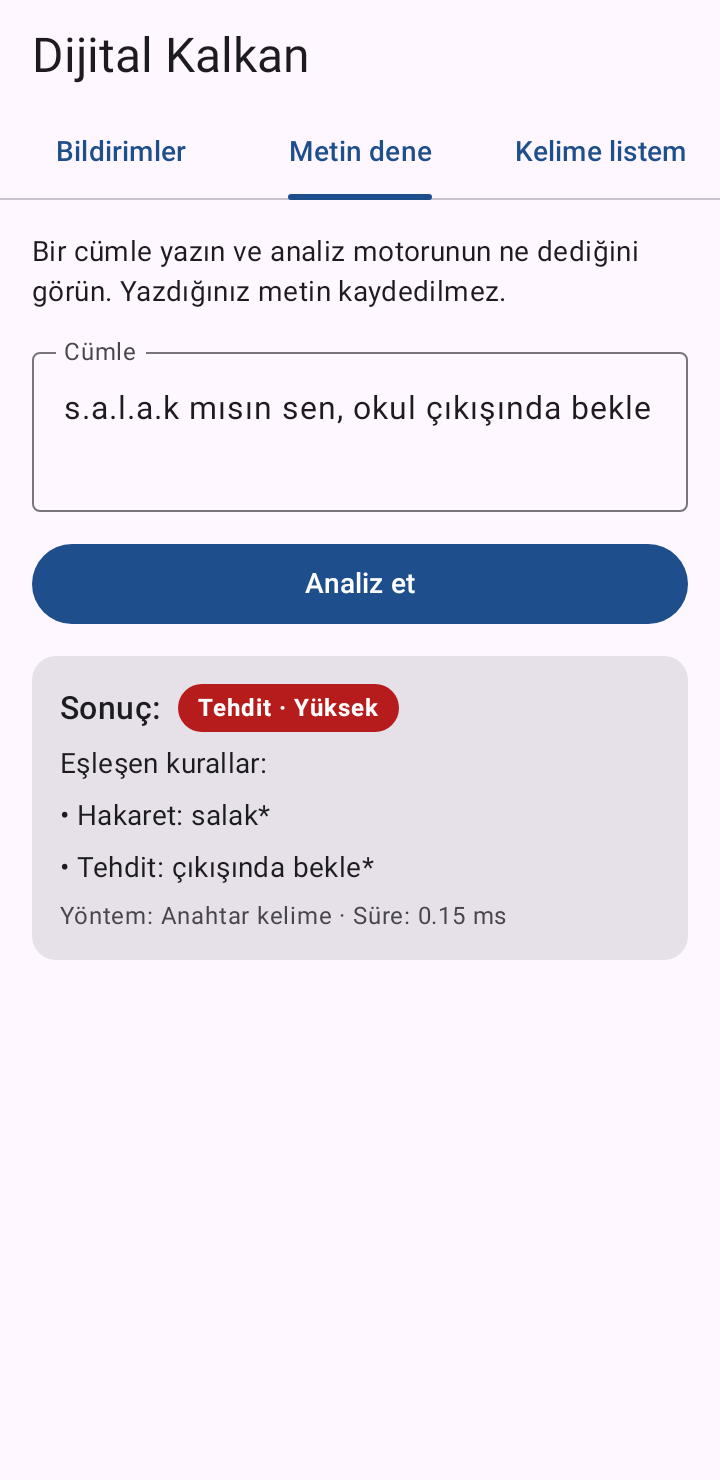 Dijital Kalkan
Bildirimler
Metin dene
Kelime listem
Bir cümle yazın ve analiz motorunun ne dediğini
görün. Yazdığınız metin kaydedilmez.
Cümle
s.a.l.a.k mısın sen, okul çıkışında bekle
Analiz et
Sonuç: Tehdit · Yüksek
Eşleşen kurallar:
• Hakaret: salak*
• Tehdit: çıkışında bekle*
Yöntem: Anahtar kelime · Süre: 0.15 ms